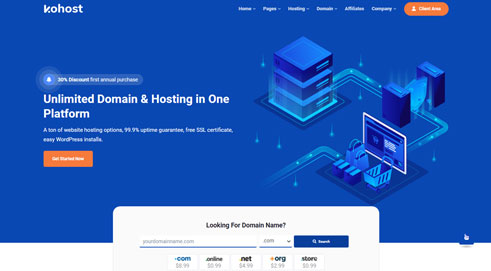 kohost
Home Pages Hosting Domain Affiliates Company Client Area
30% Discount first annual purchase
Unlimited Domain & Hosting in One
Platform
A ton of website hosting options, 99.9% uptime guarantee, free SSL certificate,
easy WordPress installs.
Get Started Now
Looking For Domain Name?
yourdomainname.com .com Search
.com .online .net .org .store
$8.99 $0.99 $4.99 $2.99 $0.99